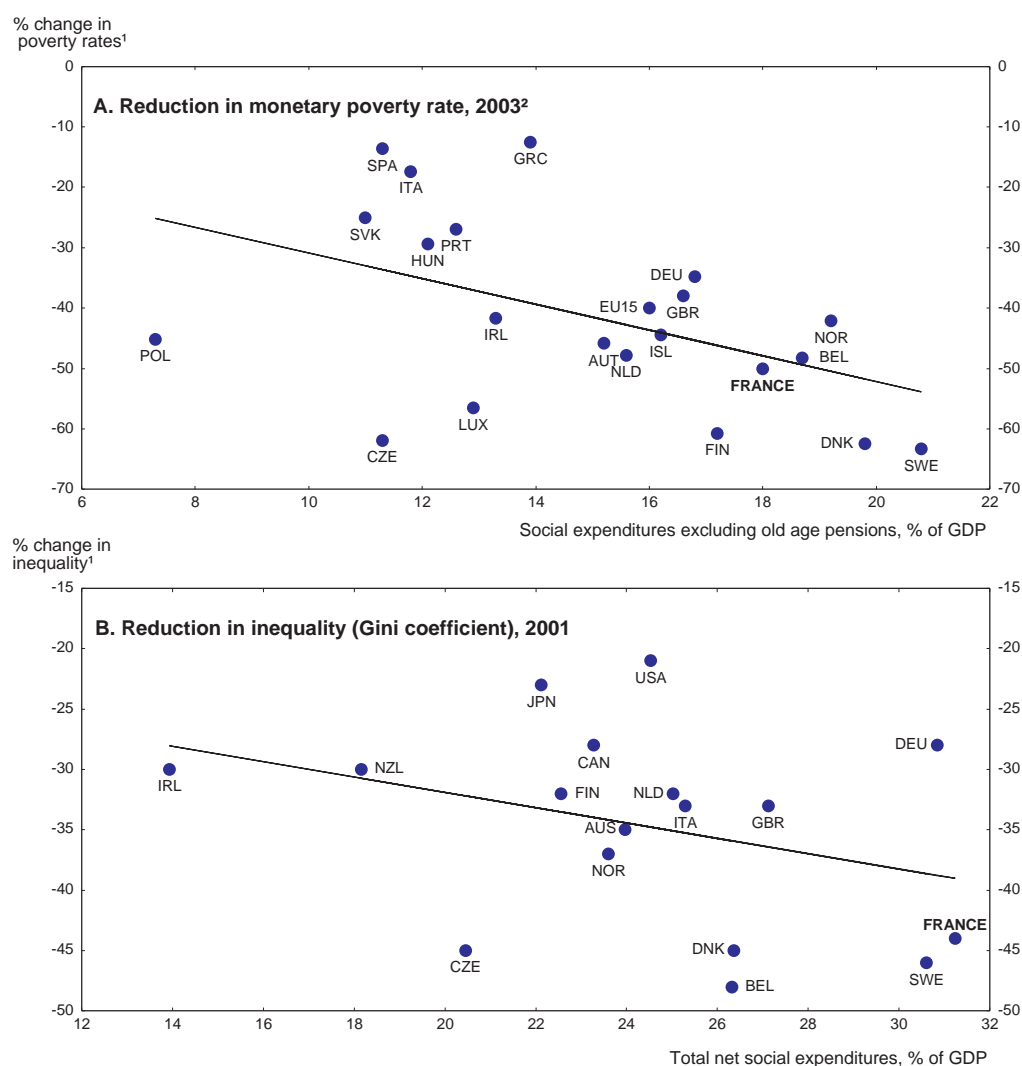 % change in
poverty rates¹
0 0
A. Reduction in monetary poverty rate, 2003²
-10 -10
GRC
SPA
ITA
-20 -20
SVK
PRT
HUN
-30 -30
DEU
EU15
GBR
-40 -40
IRL
NOR
ISL
POL
AUT
BEL
NLD
-50 -50
FRANCE
LUX
-60 -60
CZE
FIN
DNK
SWE
-70 -70
6 8 10 12 14 16 18 20 22
Social expenditures excluding old age pensions, % of GDP
% change in
inequality¹
-15 -15
B. Reduction in inequality (Gini coefficient), 2001
-20 -20
USA
JPN
-25 -25
DEU
CAN
-30 -30
IRL
NZL
FIN
NLD
ITA
GBR
AUS
-35 -35
NOR
-40 -40
FRANCE
-45 -45
DNK
CZE
SWE
BEL
-50 -50
12 14 16 18 20 22 24 26 28 30 32
Total net social expenditures, % of GDP